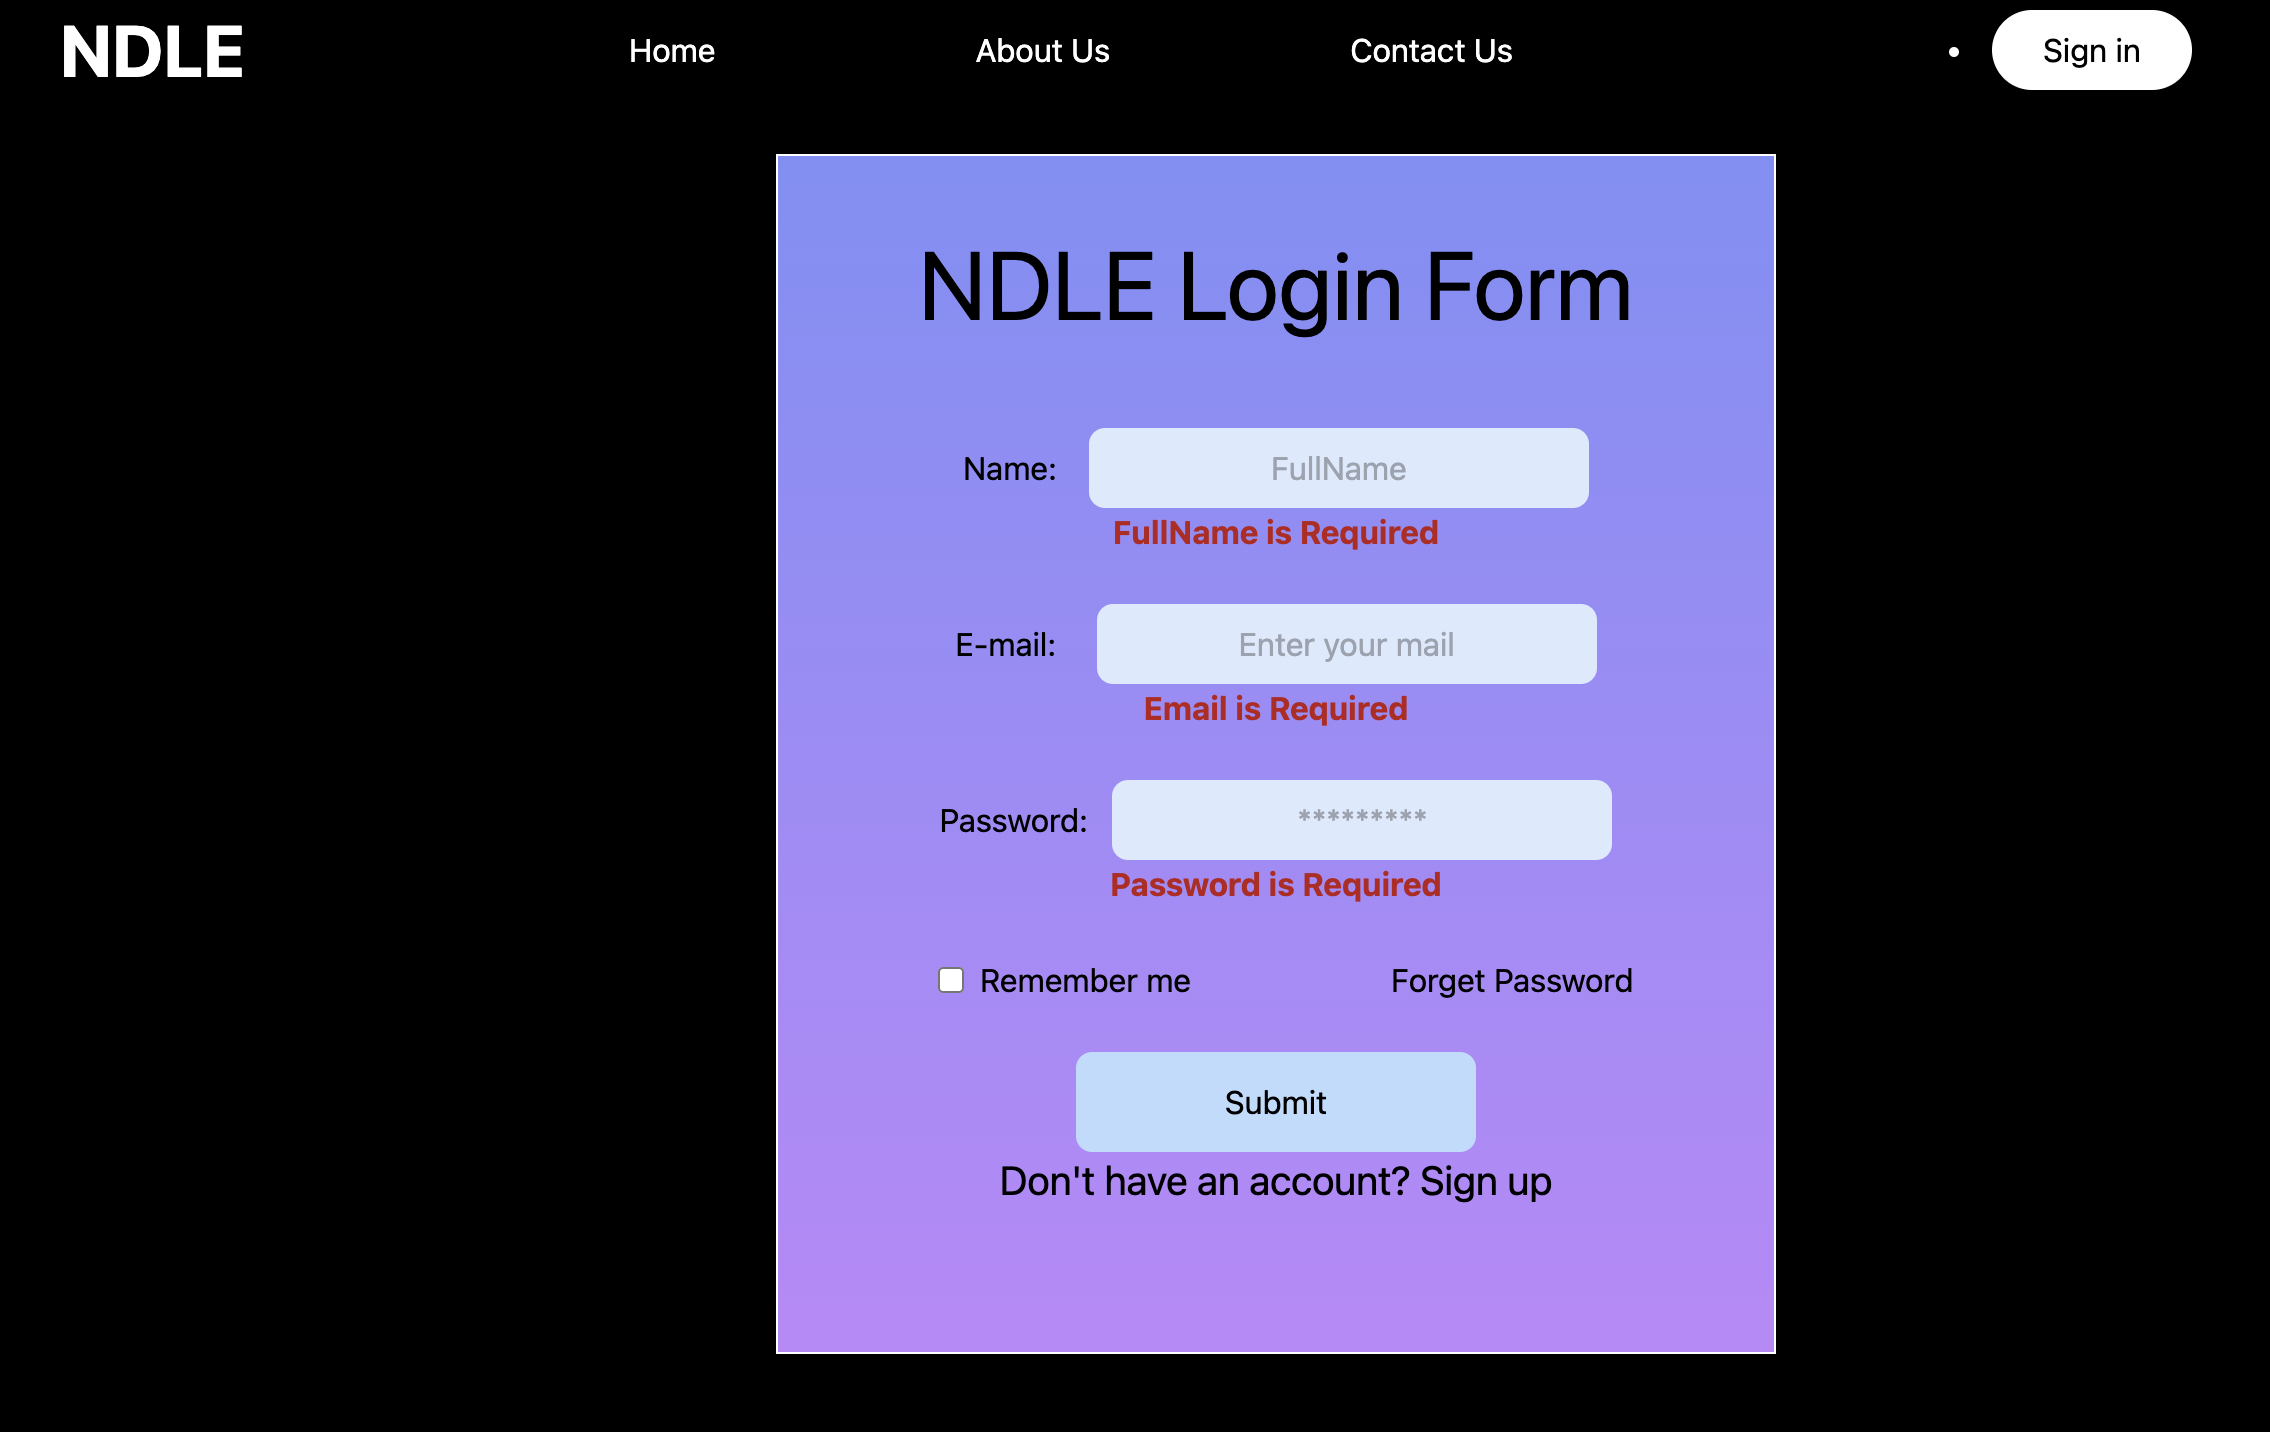 NDLE Home About Us Contact Us • Sign in
NDLE Login Form
Name: FullName
FullName is Required
E-mail: Enter your mail
Email is Required
Password: *********
Password is Required
Remember me Forget Password
Submit
Don't have an account? Sign up